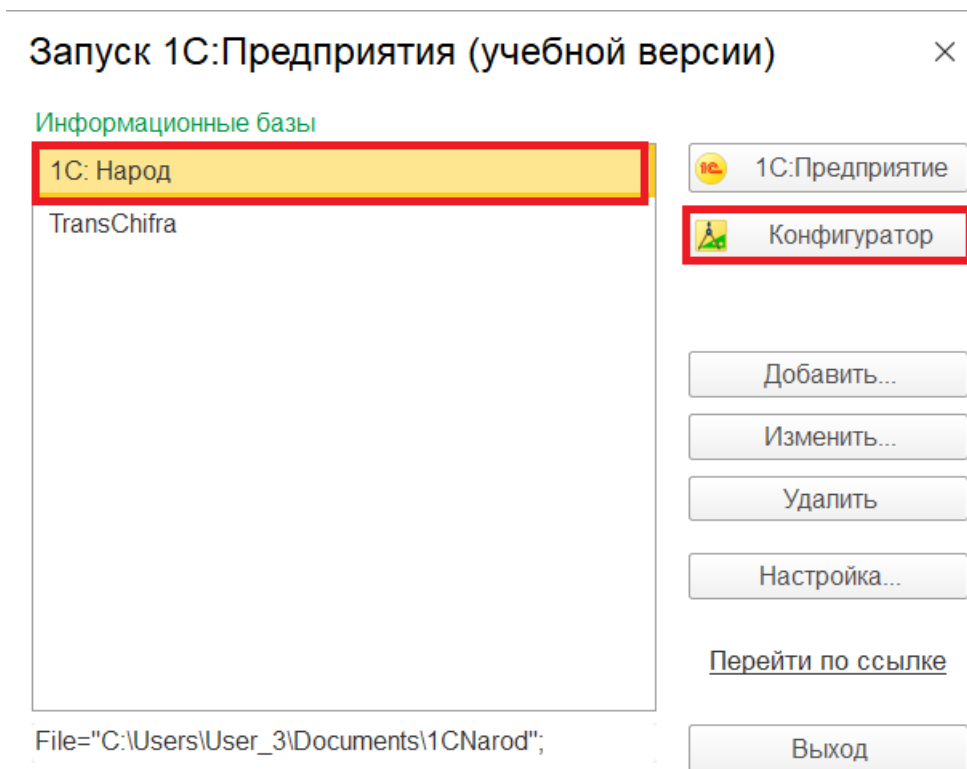 Запуск 1С:Предприятия (учебной версии)
Информационные базы
1С: Народ
TransChifra
1С:Предприятие
Конфигуратор
Добавить...
Изменить...
Удалить
Настройка...
Перейти по ссылке
File="C:\Users\User_3\Documents\1CNarod";
Выход